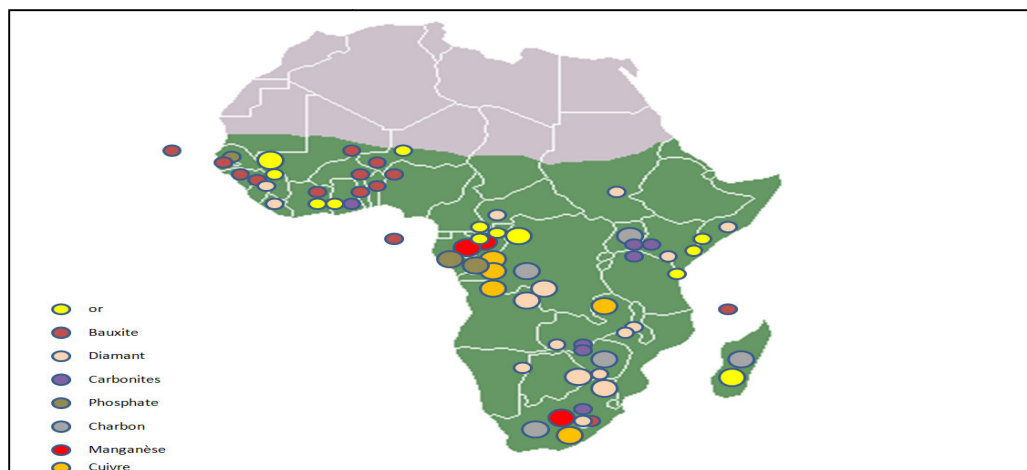 or
Bauxite
Diamant
Carbonites
Phosphate
Charbon
Manganèse
Cuivre